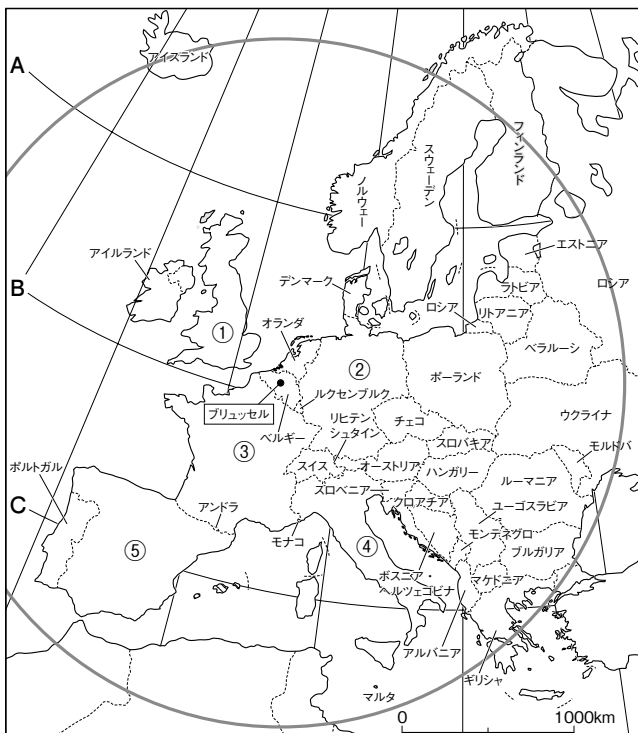 A
アイスランド
フィンランド
スウェーデン
ノルウェー
アイルランド
エストニア
デンマーク
ラトビア
ロシア
B
リトアニア
ロシア
①
オランダ
ベラルーシ
②
ポーランド
ルクセンブルク
ブリュッセル
チェコ
ウクライナ
ベルギー
リヒテン
シュタイン
スロバキア
③
モルドバ
ポルトガル
スイス
オーストリア
ハンガリー
ルーマニア
スロベニア
C
アンドラ
クロアチア
ユーゴスラビア
モナコ
④
モンテネグロ
⑤
ブルガリア
ボスニア
ヘルツェゴビナ
マケドニア
アルバニア
ギリシャ
マルタ
0
1000km